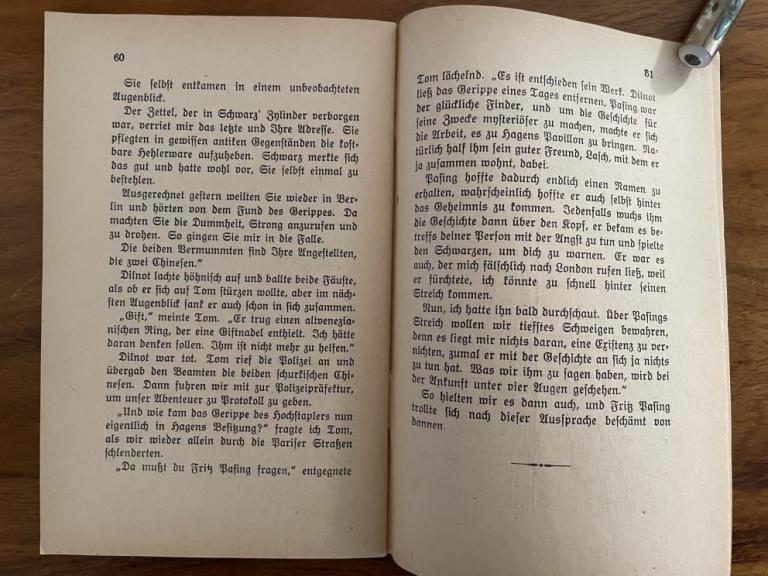 60
Sie selbst entkamen in einem unbeobachteten
Augenblick.
Der Zettel, der in Schwarz' Zylinder verborgen
war, verriet mir das letzte und Ihre Adresse. Sie
pflegten in gewissen antiken Gegenständen die kost-
bare Hehlerware aufzuheben. Schwarz merkte sich
das gut und hatte wohl vor, Sie selbst einmal zu
bestehlen.
Ausgerechnet gestern weilten Sie wieder in Ber-
lin und hörten von dem Fund des Gerippes. Da
machten Sie die Dummheit, Strong anzurufen und
zu drohen. So gingen Sie mir in die Falle.
Die beiden Vermummten sind Ihre Angestellten,
die zwei Chinesen.“
Dilnot lachte höhnisch auf und ballte beide Fäuste,
als ob er sich auf Tom stürzen wollte, aber im näch-
sten Augenblick sank er auch schon in sich zusammen.
„Gift,“ meinte Tom. „Er trug einen altvenezia-
nischen Ring, der eine Giftnadel enthielt. Ich hätte
daran denken sollen. Ihm ist nicht mehr zu helfen.“
Dilnot war tot. Tom rief die Polizei an und
übergab den Beamten die beiden schurkischen Chi-
nesen. Dann fuhren wir mit zur Polizeipräfektur,
um unser Abenteuer zu Protokoll zu geben.
„Und wie kam das Gerippe des Hochstaplers nun
eigentlich in Hagens Besitzung?“ fragte ich Tom,
als wir wieder allein durch die Pariser Straßen
schlenderten.
„Da mußt du Fritz Pasing fragen,“ entgegnete
51
Tom lächelnd. „Es ist entschieden sein Werk. Dilnot
ließ das Gerippe eines Tages entfernen, Pasing war
der glückliche Finder, und um die Geschichte für
seine Zwecke mysteriöser zu machen, machte er sich
die Arbeit, es zu Hagens Pavillon zu bringen. Na-
türlich half ihm sein guter Freund, Lasch, mit dem er
ja zusammen wohnt, dabei.
Pasing hoffte dadurch endlich einen Namen zu
erhalten, wahrscheinlich hoffte er auch selbst hinter
das Geheimnis zu kommen. Jedenfalls wuchs ihm
die Geschichte dann über den Kopf, er bekam es be-
treffs deiner Person mit der Angst zu tun und spielte
den Schwarzen, um dich zu warnen. Er war es
auch, der mich fälschlich nach London rufen ließ, weil
er fürchtete, ich könnte zu schnell hinter seinen
Streich kommen.
Nun, ich hatte ihn bald durchschaut. Über Pasings
Streich wollen wir tiefstes Schweigen bewahren,
denn es liegt mir nichts daran, eine Existenz zu ver-
nichten, zumal er mit der Geschichte an sich ja nichts
zu tun hat. Was wir ihm zu sagen haben, wird bei
der Ankunft unter vier Augen geschehen.“
So hielten wir es dann auch, und Fritz Pasing
trollte sich nach dieser Aussprache beschämt von
dannen.